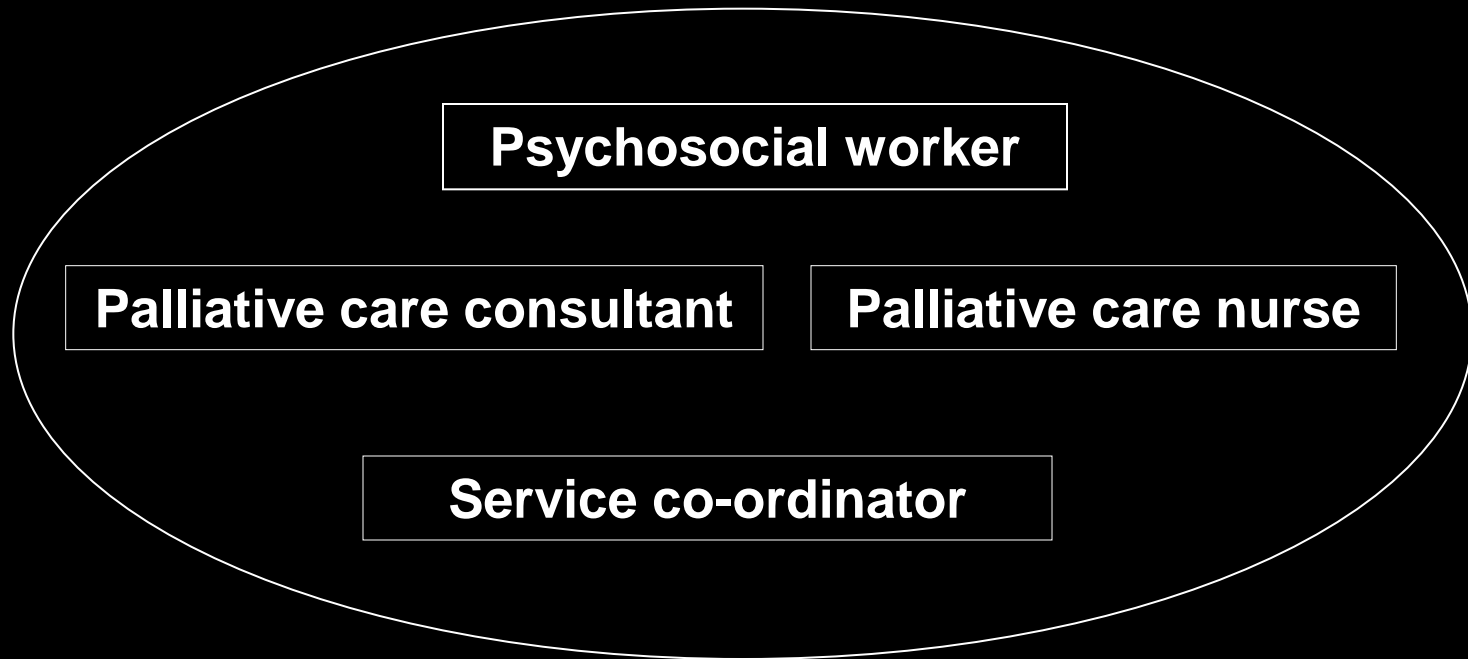 Psychosocial worker
Palliative care consultant
Palliative care nurse
Service co-ordinator